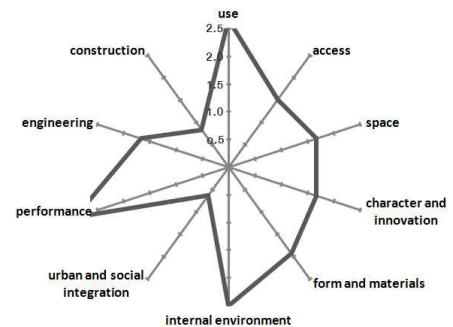 use
2.5
construction
2.0
access
1.5
engineering
1.0
space
0.5
performance
character and
innovation
urban and social
integration
form and materials
internal environment